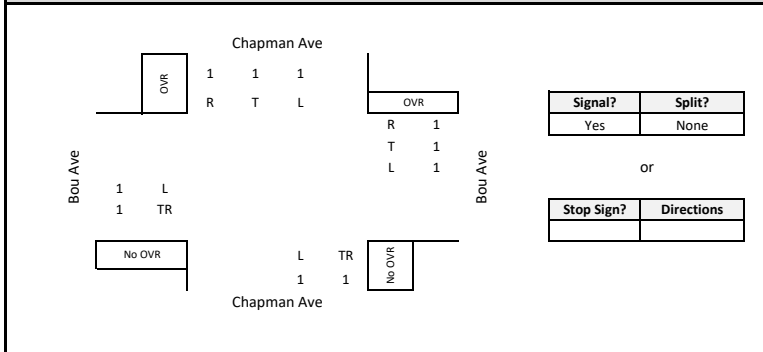 Chapman Ave
OVR
1 1 1
R T L
OVR
R 1
T 1
L 1
Bou Ave
1 L
1 TR
Bou Ave
No OVR
L TR
1 1
No OVR
Chapman Ave
Signal? Split?
Yes None
or
Stop Sign? Directions